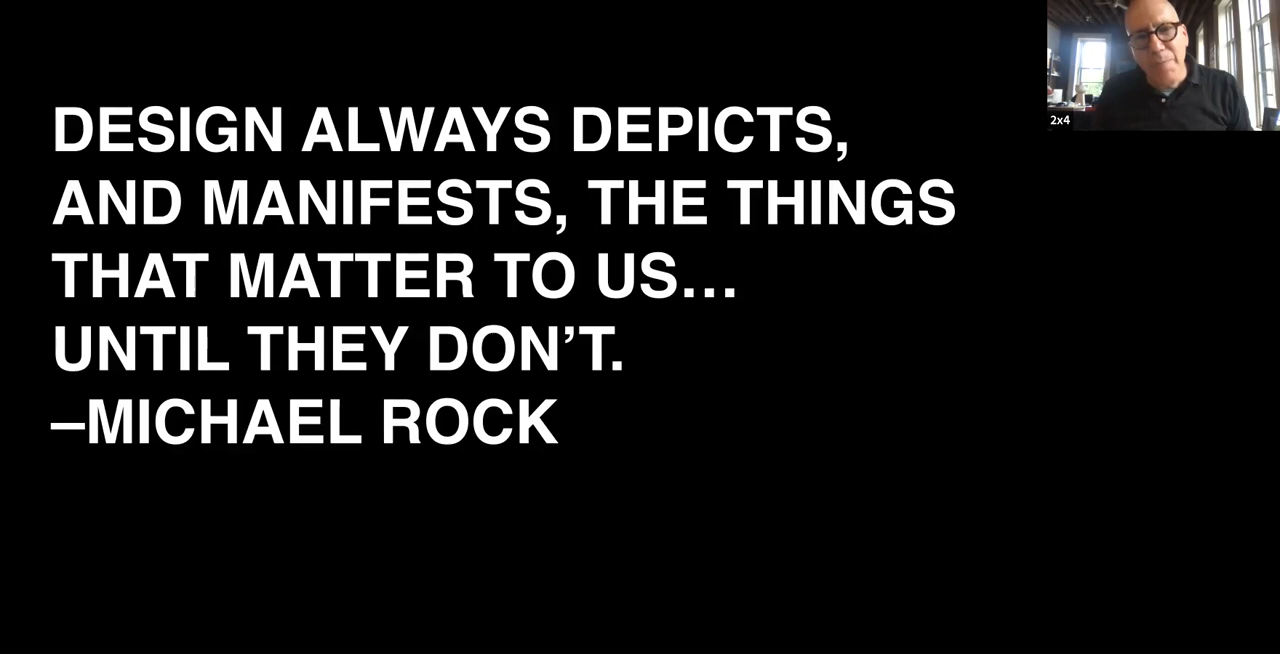 DESIGN ALWAYS DEPICTS,
AND MANIFESTS, THE THINGS
THAT MATTER TO US…
UNTIL THEY DON’T.
–MICHAEL ROCK
2x4